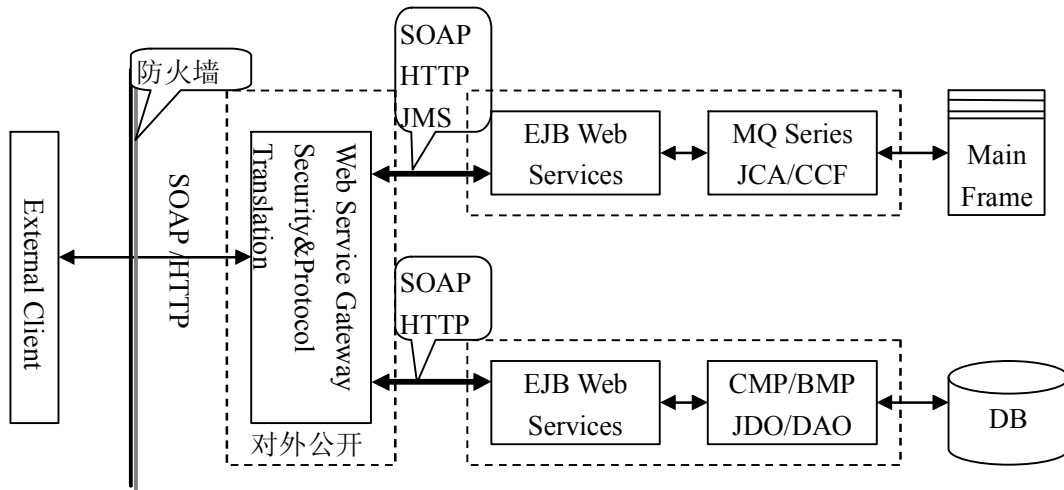 防火墙
External Client
SOAP /HTTP
Web Service Gateway
Security&Protocol
Translation
对外公开
SOAP
HTTP
JMS
EJB Web
Services
MQ Series
JCA/CCF
Main
Frame
SOAP
HTTP
EJB Web
Services
CMP/BMP
JDO/DAO
DB